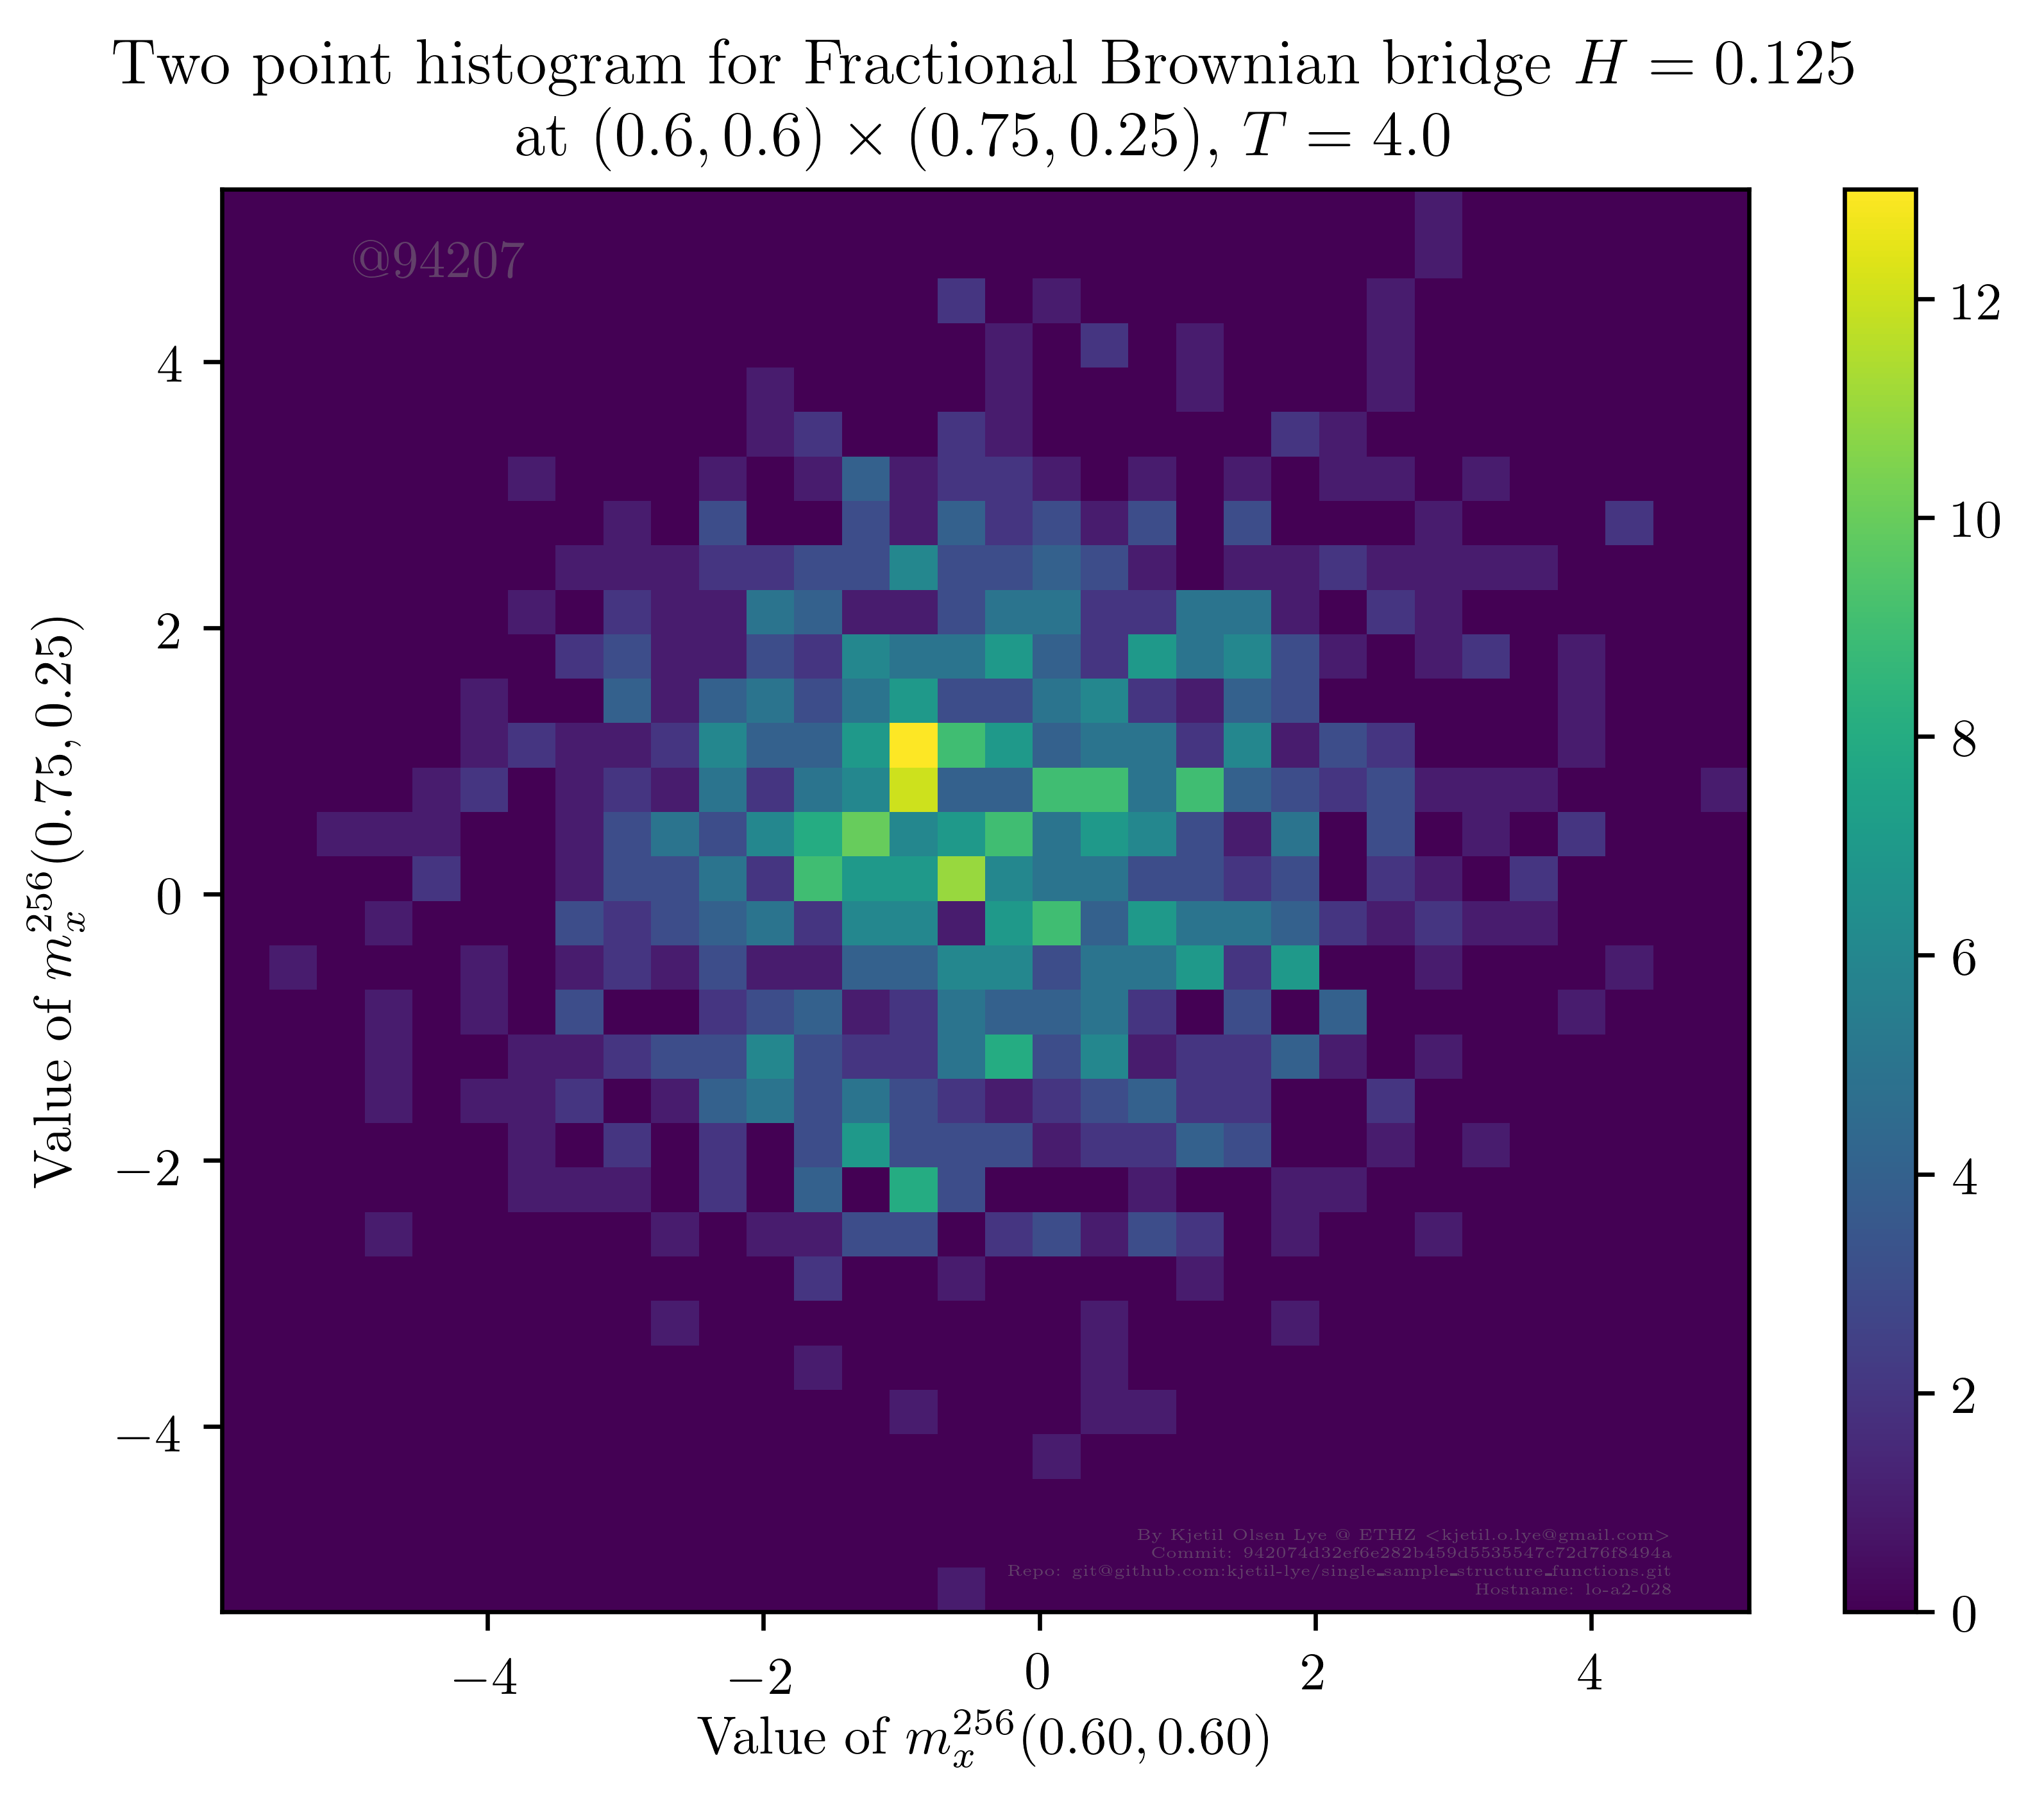 Two point histogram for Fractional Brownian bridge H = 0.125
at (0.6, 0.6) × (0.75, 0.25), T = 4.0
@94207
12
10
8
6
4
2
0
Value of m_x^256(0.75, 0.25)
4
2
0
−2
−4
By Kjetil Olsen Lye @ ETHZ <kjetil.o.lye@gmail.com>
Commit: 942074d32ef6e282b459d5535547c72d76f8494a
Repo: git@github.com:kjetil-lye/single_sample_structure_functions.git
Hostname: lo-a2-028
−4 −2 0 2 4
Value of m_x^256(0.60, 0.60)